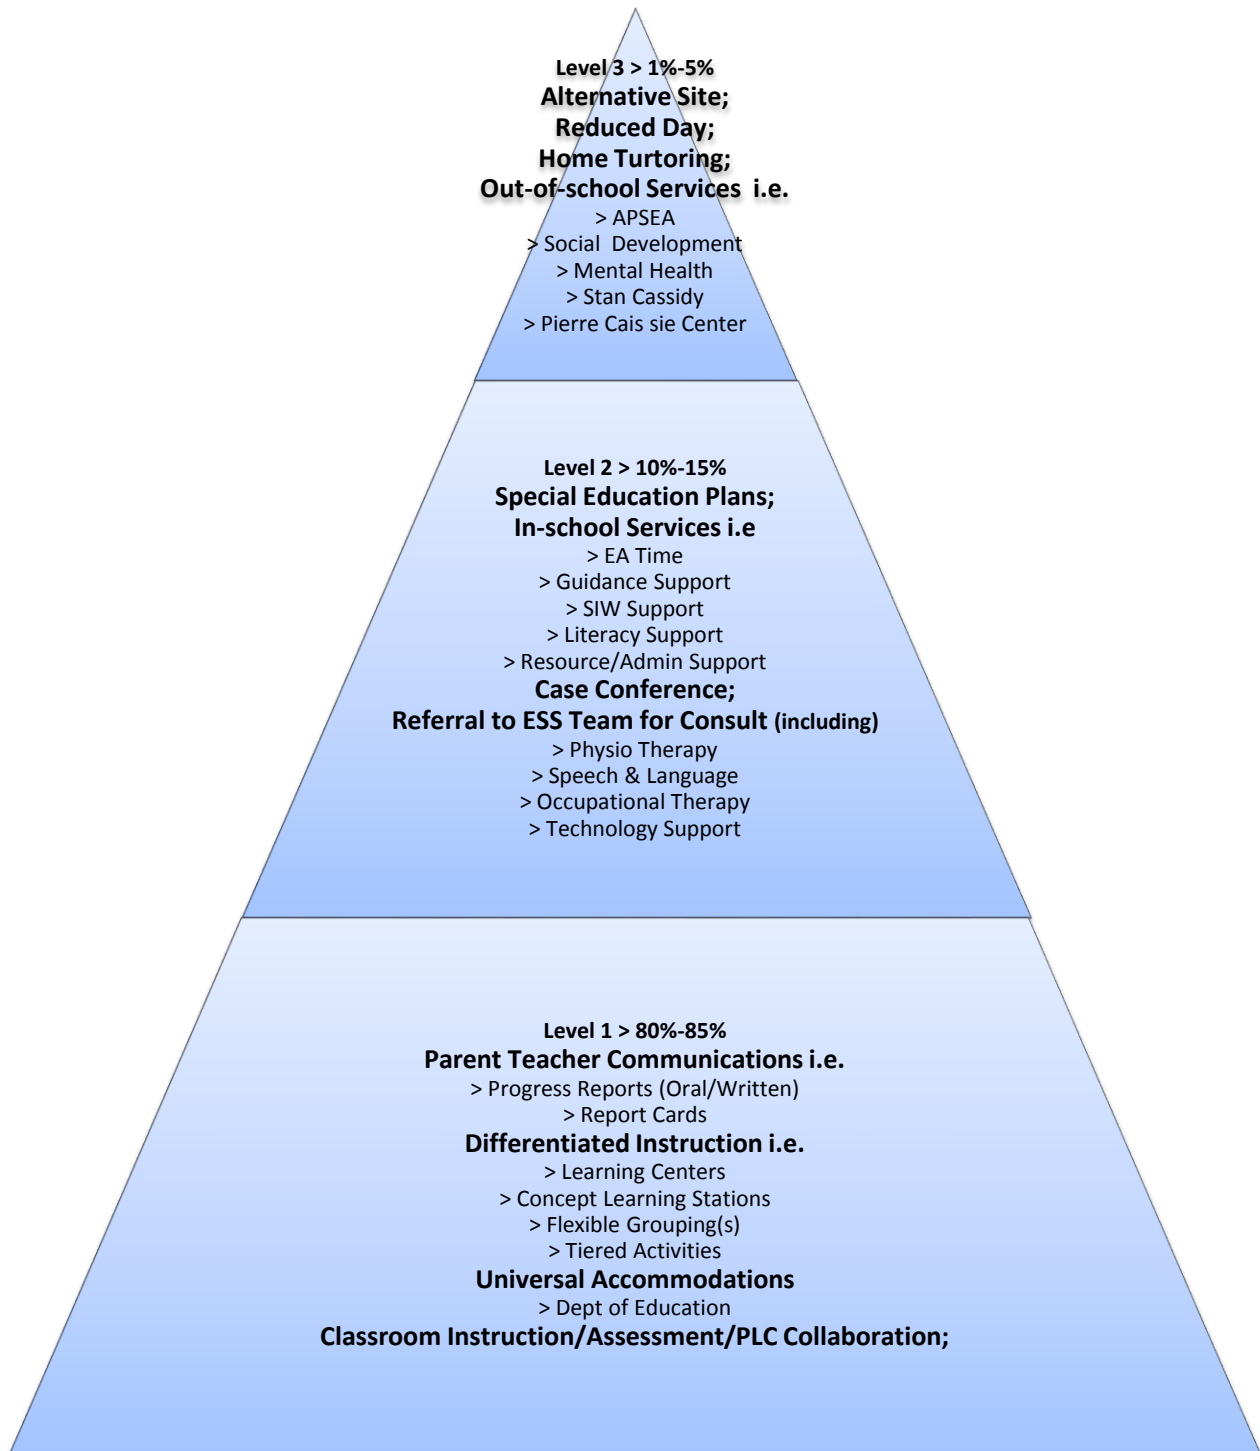 Level 3 > 1%-5%
Alternative Site;
Reduced Day;
Home Turtoring;
Out-of-school Services i.e.
> APSEA
> Social Development
> Mental Health
> Stan Cassidy
> Pierre Cais sie Center
Level 2 > 10%-15%
Special Education Plans;
In-school Services i.e
> EA Time
> Guidance Support
> SIW Support
> Literacy Support
> Resource/Admin Support
Case Conference;
Referral to ESS Team for Consult (including)
> Physio Therapy
> Speech & Language
> Occupational Therapy
> Technology Support
Level 1 > 80%-85%
Parent Teacher Communications i.e.
> Progress Reports (Oral/Written)
> Report Cards
Differentiated Instruction i.e.
> Learning Centers
> Concept Learning Stations
> Flexible Grouping(s)
> Tiered Activities
Universal Accommodations
> Dept of Education
Classroom Instruction/Assessment/PLC Collaboration;